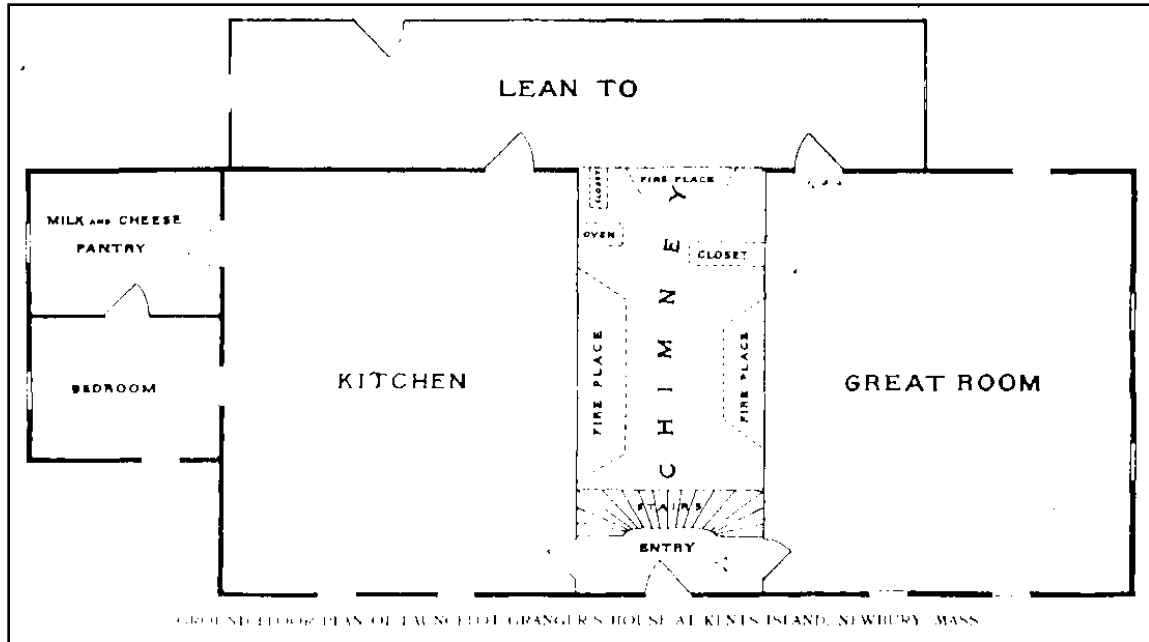 LEAN TO
CLOSET
FIRE PLACE
MILK AND CHEESE
PANTRY
OVEN
CLOSET
CHIMNEY
BEDROOM
KITCHEN
FIRE PLACE
FIRE PLACE
GREAT ROOM
STAIRS
ENTRY
GROUND FLOOR PLAN OF LAUNCELOT GRANGER'S HOUSE AT KENTS ISLAND, NEWBURY, MASS